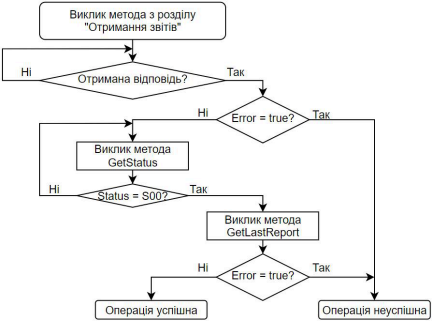 Виклик метода з розділу
"Отримання звітів"
Отримана відповідь?
Ні
Так
Error = true?
Ні
Так
Виклик метода
GetStatus
Status = S00?
Ні
Так
Виклик метода
GetLastReport
Error = true?
Ні
Так
Операція успішна
Операція неуспішна